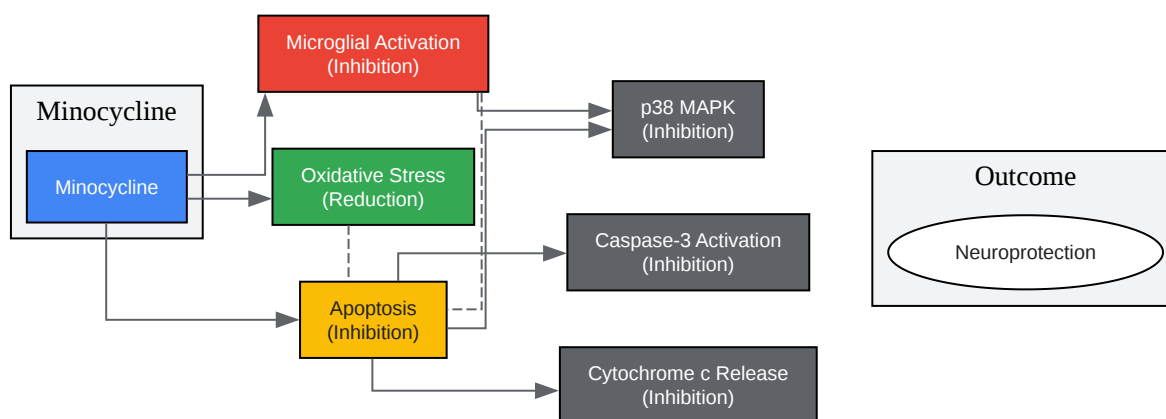 Minocycline
Minocycline
Microglial Activation
(Inhibition)
Oxidative Stress
(Reduction)
Apoptosis
(Inhibition)
p38 MAPK
(Inhibition)
Caspase-3 Activation
(Inhibition)
Cytochrome c Release
(Inhibition)
Outcome
Neuroprotection